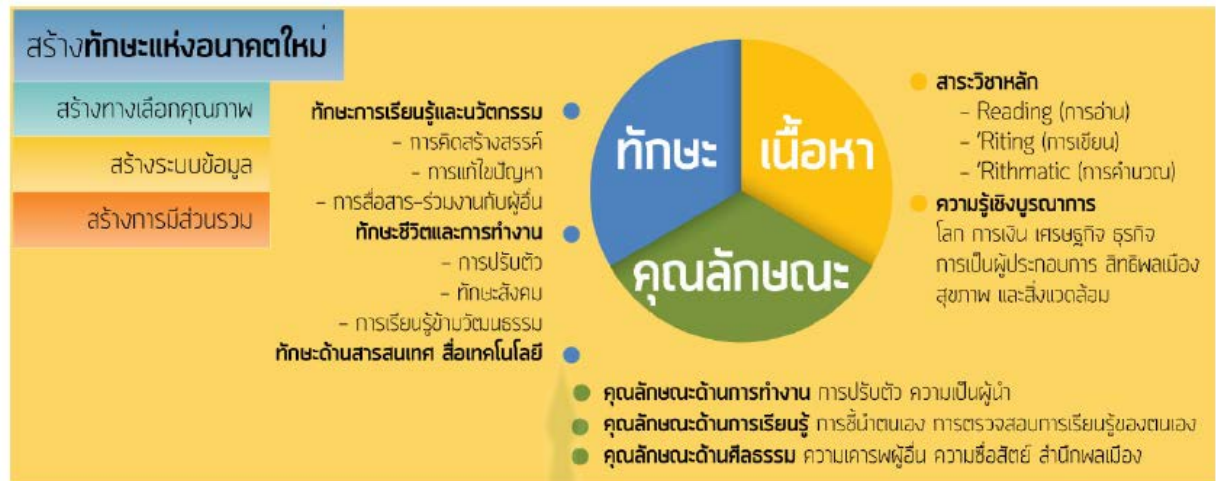 สร้างทักษะแห่งอนาคตใหม่
สร้างทางเลือกคุณภาพ
สร้างระบบข้อมูล
สร้างการมีส่วนรวม
ทักษะการเรียนรู้และนวัตกรรม
- การคิดสร้างสรรค์
- การแก้ไขปัญหา
- การสื่อสาร-ร่วมงานกับผู้อื่น
ทักษะชีวิตและการทำงาน
- การปรับตัว
- ทักษะสังคม
- การเรียนรู้ข้ามวัฒนธรรม
ทักษะด้านสารสนเทศ สื่อเทคโนโลยี
ทักษะ
เนื้อหา
คุณลักษณะ
สาระวิชาหลัก
- Reading (การอ่าน)
- 'Riting (การเขียน)
- 'Rithmatic (การคำนวณ)
ความรู้เชิงบูรณาการ
โลก การเงิน เศรษฐกิจ ธุรกิจ
การเป็นผู้ประกอบการ สิทธิพลเมือง
สุขภาพ และสิ่งแวดล้อม
คุณลักษณะด้านการทำงาน การปรับตัว ความเป็นผู้นำ
คุณลักษณะด้านการเรียนรู้ การชี้นำตนเอง การตรวจสอบการเรียนรู้ของตนเอง
คุณลักษณะด้านศีลธรรม ความเคารพผู้อื่น ความซื่อสัตย์ สำนึกพลเมือง